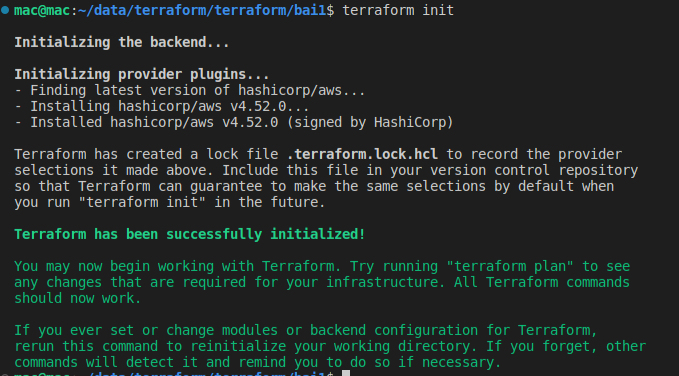 mac@mac:~/data/terraform/terraform/bai1$ terraform init
Initializing the backend...
Initializing provider plugins...
- Finding latest version of hashicorp/aws...
- Installing hashicorp/aws v4.52.0...
- Installed hashicorp/aws v4.52.0 (signed by HashiCorp)
Terraform has created a lock file .terraform.lock.hcl to record the provider
selections it made above. Include this file in your version control repository
so that Terraform can guarantee to make the same selections by default when
you run "terraform init" in the future.
Terraform has been successfully initialized!
You may now begin working with Terraform. Try running "terraform plan" to see
any changes that are required for your infrastructure. All Terraform commands
should now work.
If you ever set or change modules or backend configuration for Terraform,
rerun this command to reinitialize your working directory. If you forget, other
commands will detect it and remind you to do so if necessary.
mac@mac:~/data/terraform/terraform/bai1$